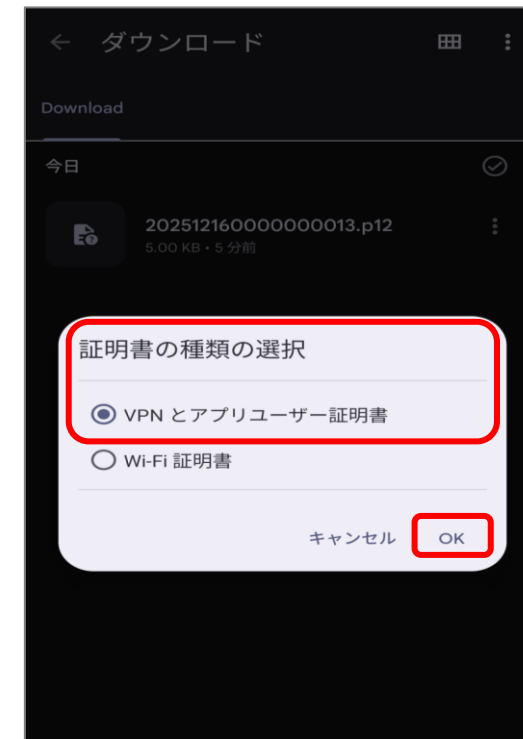 ダウンロード
Download
今日
202512160000000013.p12
5.00 KB・5 分前
証明書の種類の選択
VPN とアプリユーザー証明書
Wi-Fi 証明書
キャンセル OK